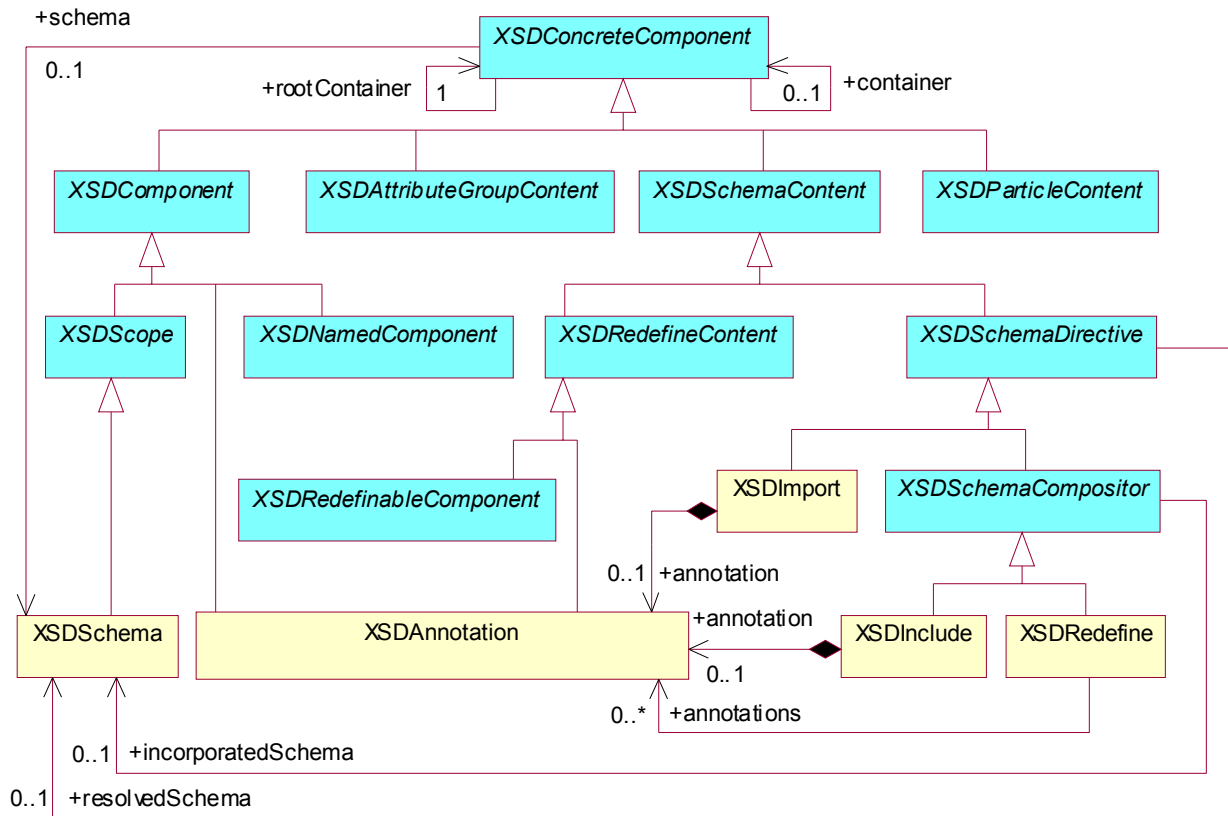 +schema
XSDConcreteComponent
0..1
+rootContainer
1
0..1
+container
XSDComponent
XSDAttributeGroupContent
XSDSchemaContent
XSDParticleContent
XSDScope
XSDNamedComponent
XSDRedefineContent
XSDSchemaDirective
XSDRedefinableComponent
XSDImport
XSDSchemaCompositor
0..1
+annotation
XSDSchema
XSDAnnotation
+annotation
0..1
XSDInclude
XSDRedefine
0..*
+annotations
0..1
+incorporatedSchema
0..1
+resolvedSchema